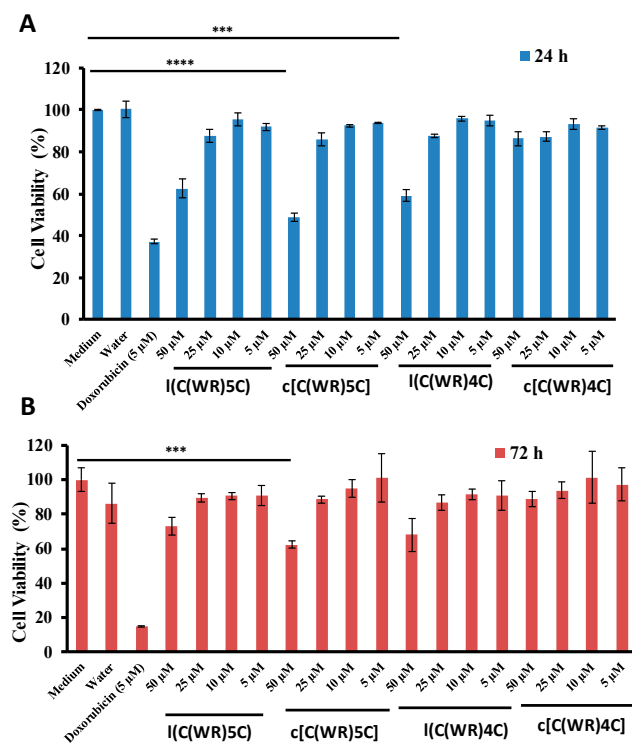 A
***
****
24 h
120
100
80
60
40
20
0
Cell Viability (%)
Medium
Water
Doxorubicin (5 µM)
50 µM
25 µM
10 µM
5 µM
50 µM
25 µM
10 µM
5 µM
50 µM
25 µM
10 µM
5 µM
50 µM
25 µM
10 µM
5 µM
l(C(WR)5C)
c[C(WR)5C]
l(C(WR)4C)
c[C(WR)4C]
B
***
72 h
120
100
80
60
40
20
0
Cell Viability (%)
Medium
Water
Doxorubicin (5 µM)
50 µM
25 µM
10 µM
5 µM
50 µM
25 µM
10 µM
5 µM
50 µM
25 µM
10 µM
5 µM
50 µM
25 µM
10 µM
5 µM
l(C(WR)5C)
c[C(WR)5C]
l(C(WR)4C)
c[C(WR)4C]